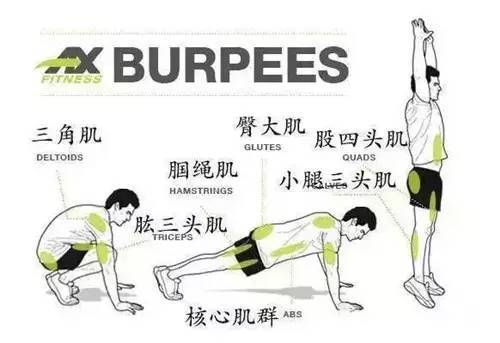 AX
FITNESS
BURPEES
三角肌
DELTOIDS
腘绳肌
HAMSTRINGS
臀大肌
GLUTES
股四头肌
QUADS
小腿三头肌
CALVES
肱三头肌
TRICEPS
核心肌群
ABS